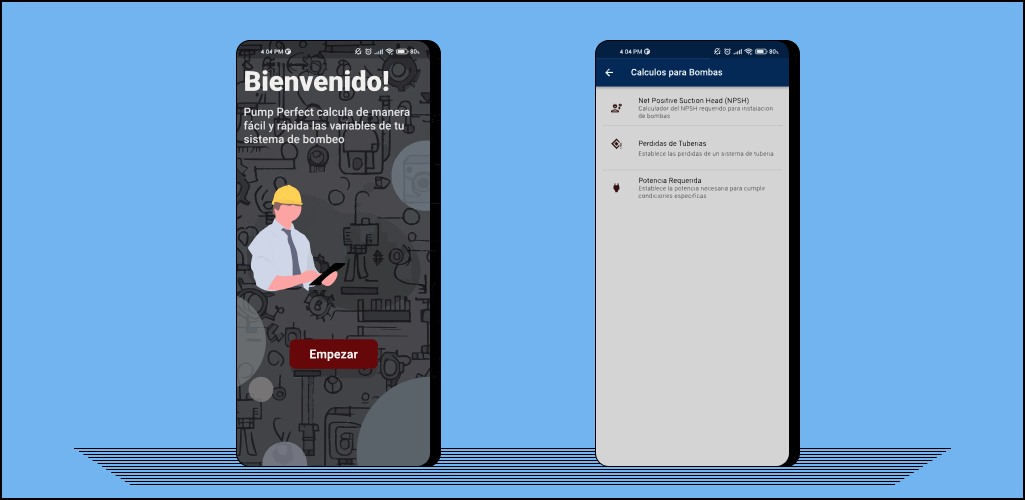 4:04 PM
80%
Bienvenido!
Pump Perfect calcula de manera
fácil y rápida las variables de tu
sistema de bombeo
Empezar
4:04 PM
80%
Calculos para Bombas
Net Positive Suction Head (NPSH)
Calculador del NPSH requerido para instalacion
de bombas
Perdidas de Tuberias
Establece las perdidas de un sistema de tuberia
Potencia Requerida
Establece la potencia necesaria para cumplir
condiciones especificas